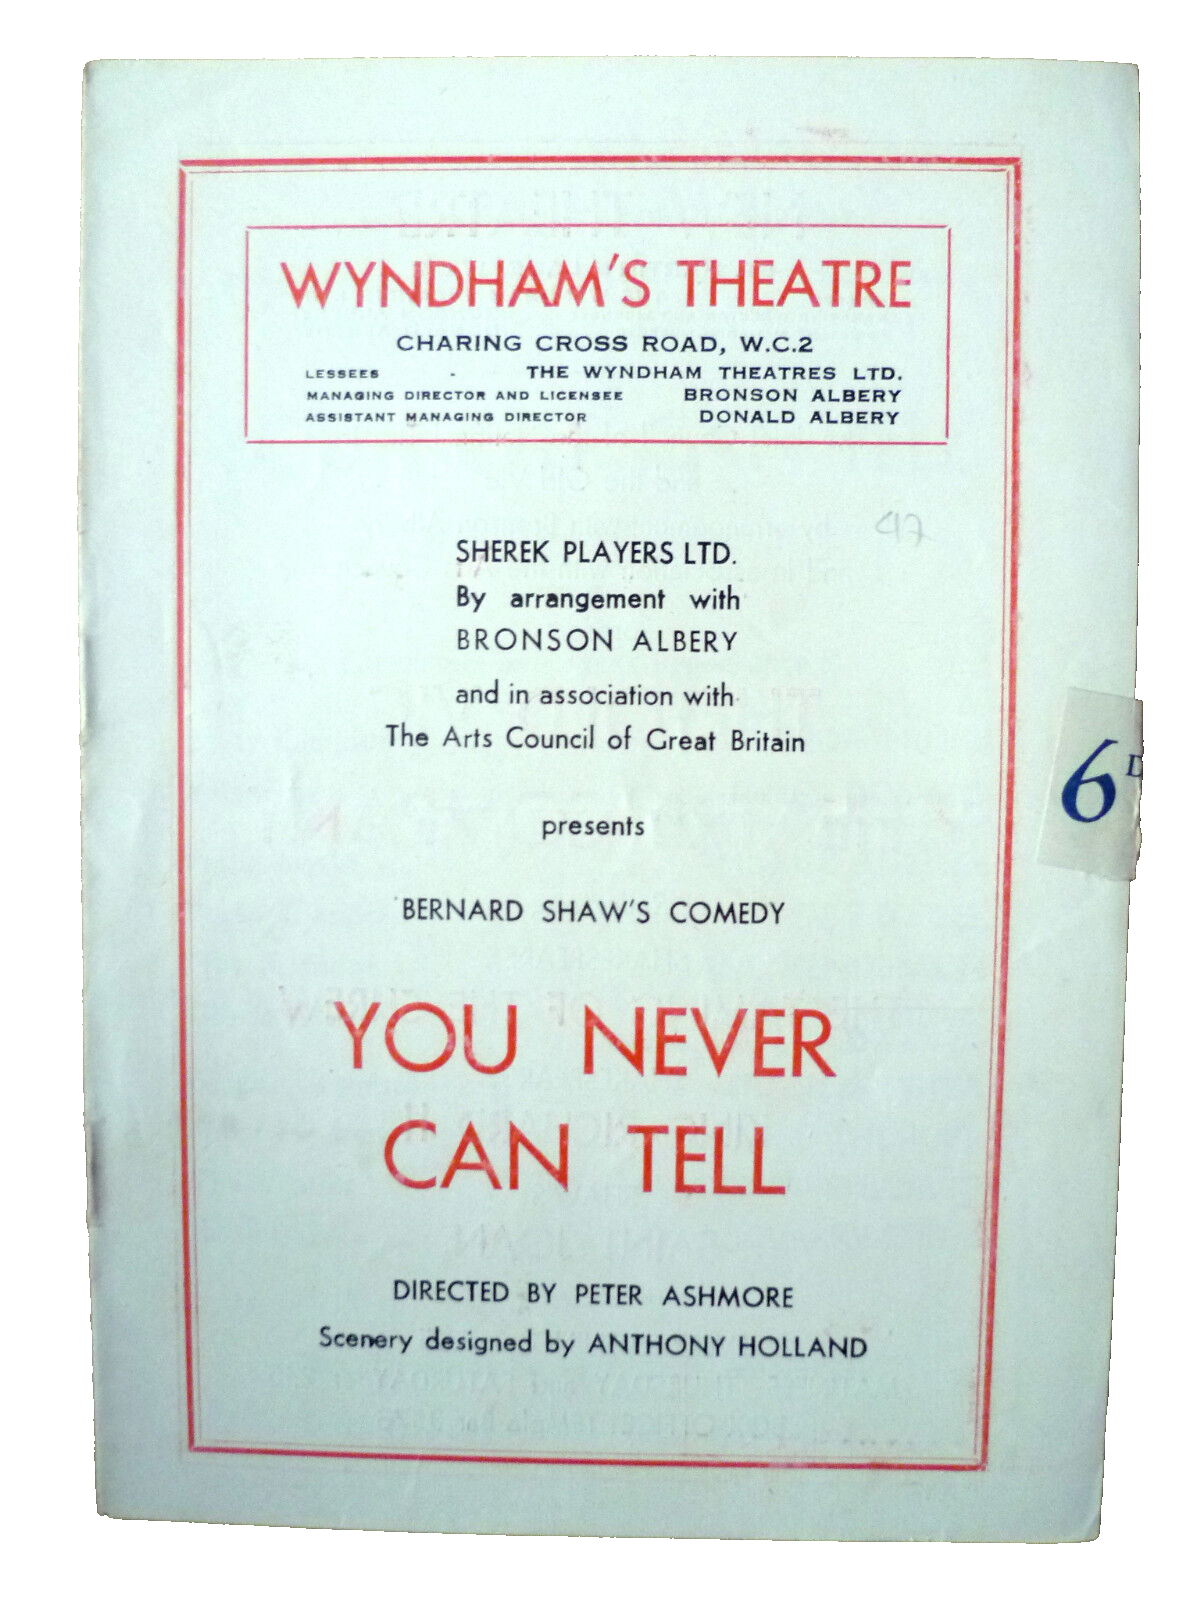 WYNDHAM'S THEATRE
CHARING CROSS ROAD, W.C.2
LESSEES - THE WYNDHAM THEATRES LTD.
MANAGING DIRECTOR AND LICENSEE BRONSON ALBERY
ASSISTANT MANAGING DIRECTOR DONALD ALBERY
47
SHEREK PLAYERS LTD.
By arrangement with
BRONSON ALBERY
and in association with
The Arts Council of Great Britain
6D
presents
BERNARD SHAW'S COMEDY
YOU NEVER
CAN TELL
DIRECTED BY PETER ASHMORE
Scenery designed by ANTHONY HOLLAND